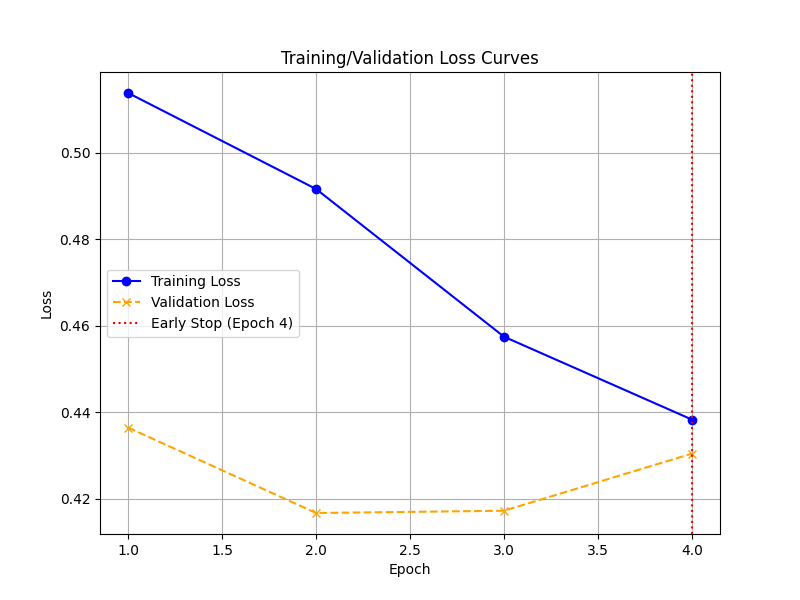 Training/Validation Loss Curves
Loss
0.50
0.48
0.46
0.44
0.42
Training Loss
Validation Loss
Early Stop (Epoch 4)
1.0 1.5 2.0 2.5 3.0 3.5 4.0
Epoch